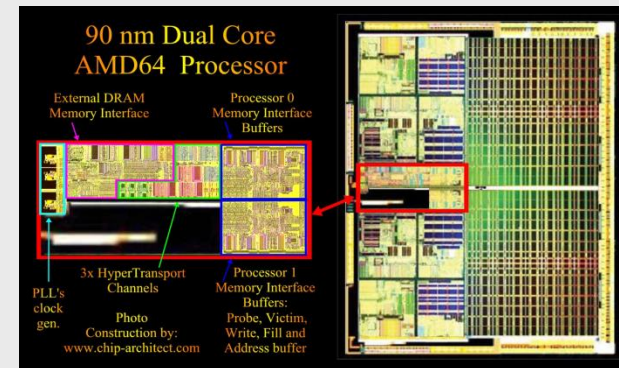 90 nm Dual Core
AMD64 Processor
External DRAM
Memory Interface
Processor 0
Memory Interface
Buffers
3x HyperTransport
Channels
PLL's
clock
gen.
Photo
Construction by:
www.chip-architect.com
Processor 1
Memory Interface
Buffers:
Probe, Victim,
Write, Fill and
Address buffer